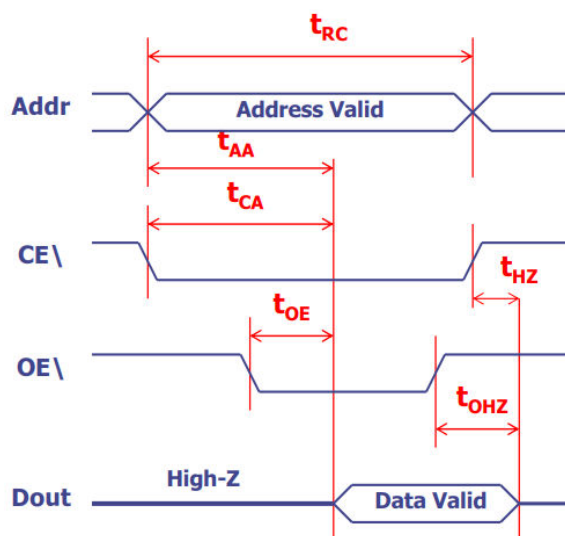 tRC
Addr
Address Valid
tAA
tCA
CE\
tHZ
tOE
OE\
tOHZ
High-Z
Dout
Data Valid